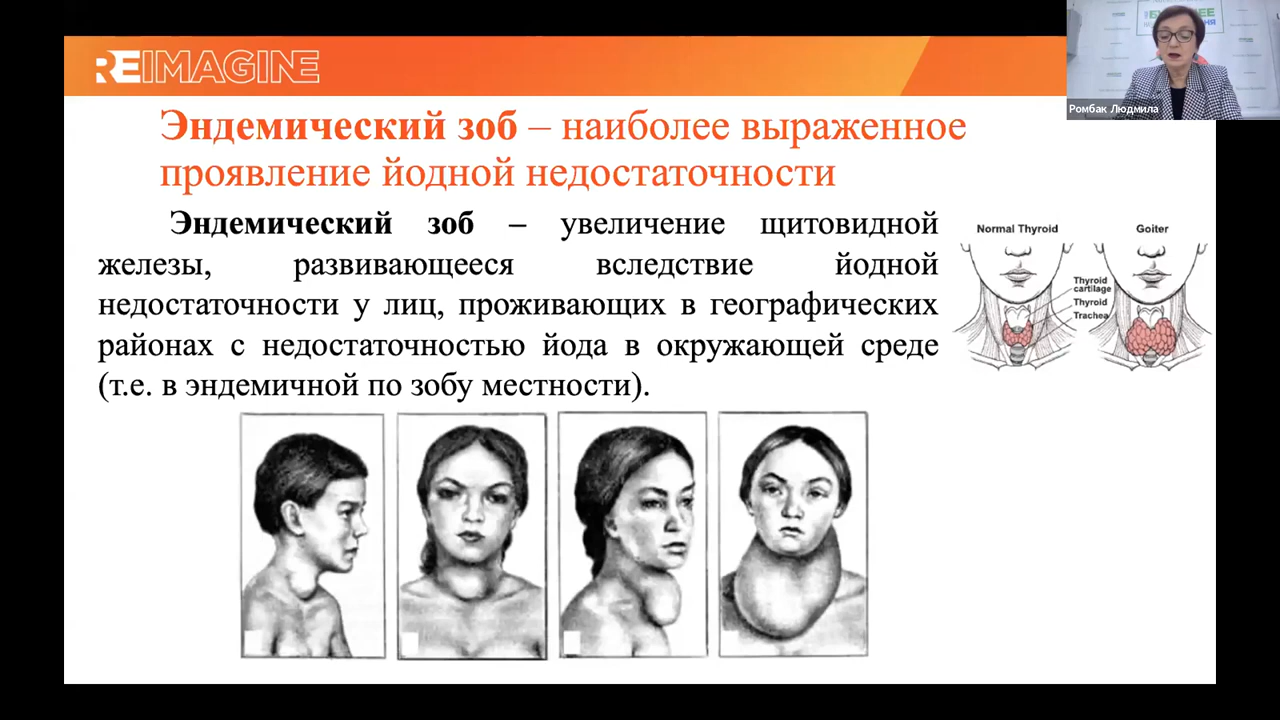 REIMAGINE
Эндемический зоб – наиболее выраженное
проявление йодной недостаточности
Эндемический зоб – увеличение щитовидной
железы, развивающееся вследствие йодной
недостаточности у лиц, проживающих в географических
районах с недостаточностью йода в окружающей среде
(т.е. в эндемичной по зобу местности).
Normal Thyroid
Goiter
Thyroid
cartilage
Thyroid
Trachea
Ромбак Людмила